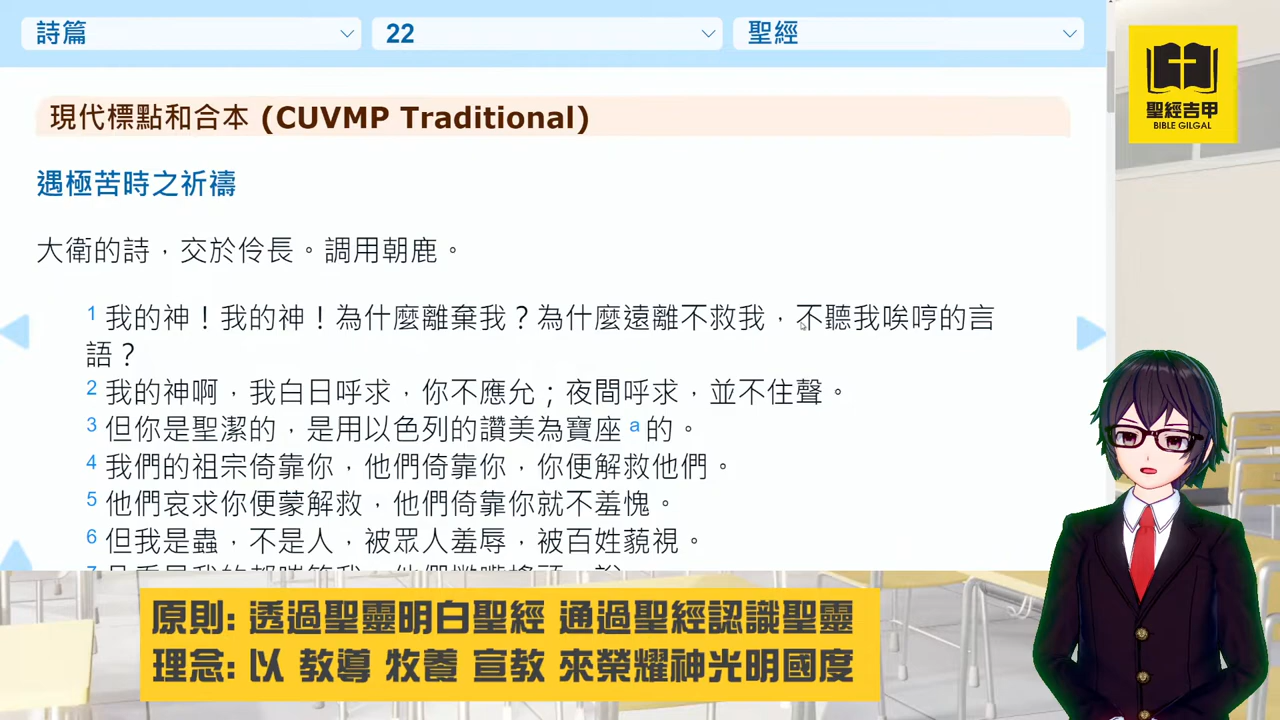 詩篇
22
聖經
聖經吉甲
BIBLE GILGAL
現代標點和合本 (CUVMP Traditional)
遇極苦時之祈禱
大衛的詩，交於伶長。調用朝鹿。
1 我的神！我的神！為什麼離棄我？為什麼遠離不救我，不聽我唉哼的言
語？
2 我的神啊，我白日呼求，你不應允；夜間呼求，並不住聲。
3 但你是聖潔的，是用以色列的讚美為寶座 a 的。
4 我們的祖宗倚靠你，他們倚靠你，你便解救他們。
5 他們哀求你便蒙解救，他們倚靠你就不羞愧。
6 但我是蟲，不是人，被眾人羞辱，被百姓藐視。
原則: 透過聖靈明白聖經 通過聖經認識聖靈
理念: 以 教導 牧養 宣教 來榮耀神光明國度